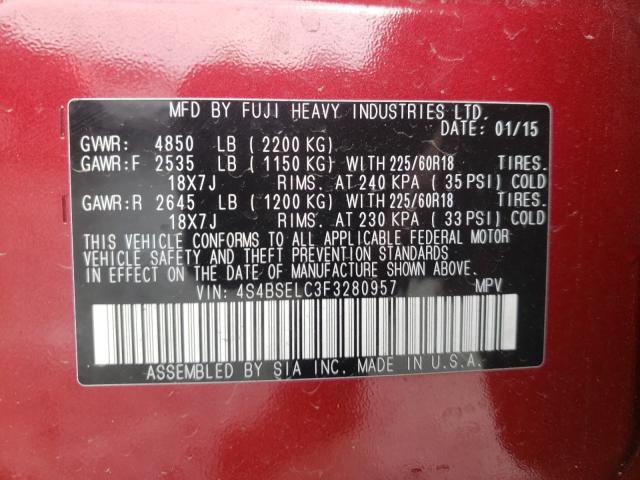 MFD BY FUJI HEAVY INDUSTRIES LTD.
DATE: 01/15
GVWR: 4850 LB (2200 KG)
GAWR:F 2535 LB (1150 KG) WITH 225/60R18 TIRES.
18X7J RIMS. AT 240 KPA ( 35 PSI) COLD
GAWR:R 2645 LB (1200 KG) WITH 225/60R18 TIRES.
18X7J RIMS. AT 230 KPA ( 33 PSI) COLD
THIS VEHICLE CONFORMS TO ALL APPLICABLE FEDERAL MOTOR
VEHICLE SAFETY AND THEFT PREVENTION STANDARDS
IN EFFECT ON THE DATE OF MANUFACTURE SHOWN ABOVE.
VIN: 4S4BSELC3F3280957 MPV
ASSEMBLED BY SIA INC. MADE IN U.S.A.